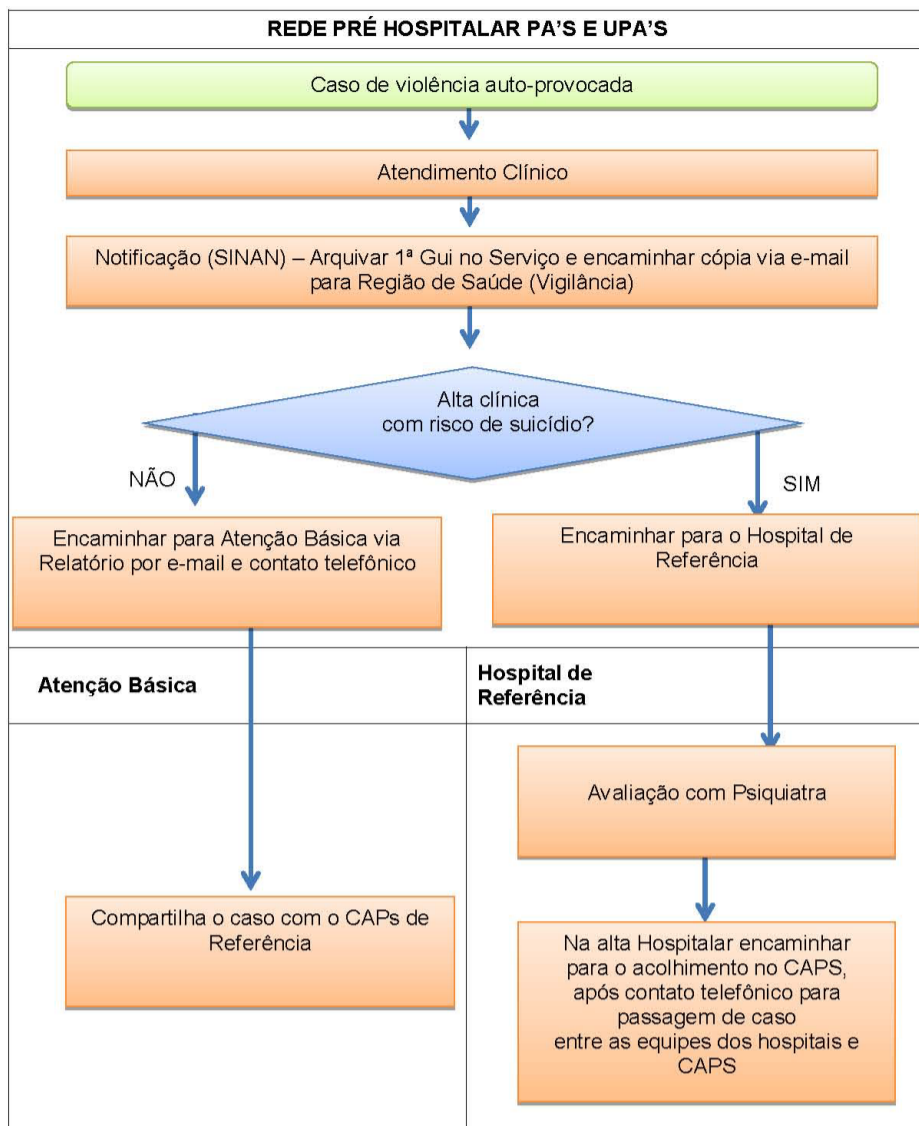 REDE PRÉ HOSPITALAR PA'S E UPA'S
Caso de violência auto-provocada
Atendimento Clínico
Notificação (SINAN) – Arquivar 1ª Gui no Serviço e encaminhar cópia via e-mail
para Região de Saúde (Vigilância)
Alta clínica
com risco de suicídio?
NÃO
SIM
Encaminhar para Atenção Básica via
Relatório por e-mail e contato telefônico
Encaminhar para o Hospital de
Referência
Atenção Básica
Hospital de
Referência
Avaliação com Psiquiatra
Compartilha o caso com o CAPs de
Referência
Na alta Hospitalar encaminhar
para o acolhimento no CAPS,
após contato telefônico para
passagem de caso
entre as equipes dos hospitais e
CAPS